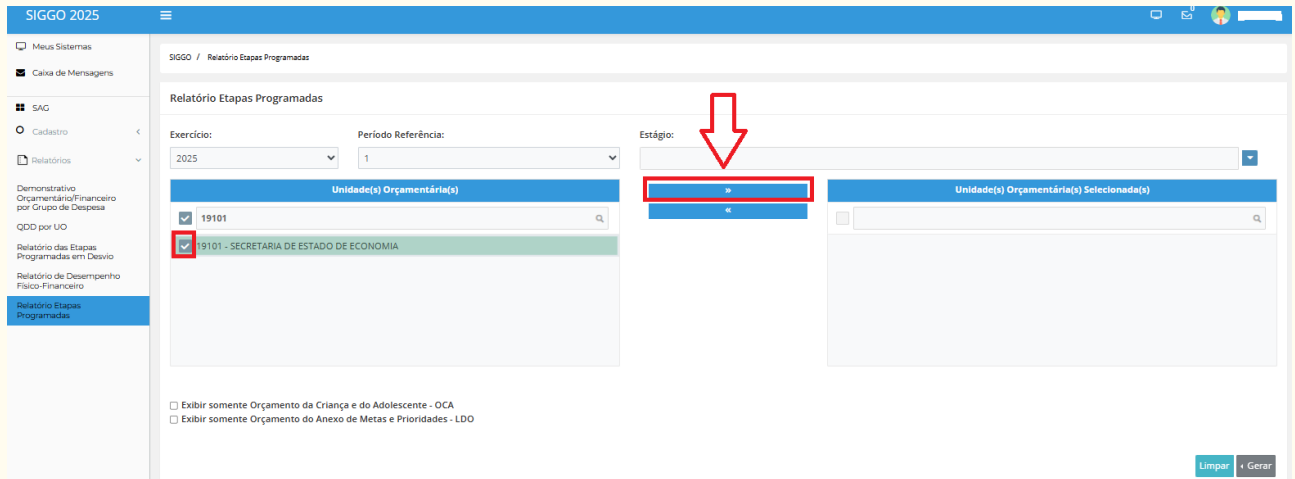 SIGGO 2025
0
Meus Sistemas
Caixa de Mensagens
SAG
Cadastro
Relatórios
Demonstrativo
Orçamentário/Financeiro
por Grupo de Despesa
QDD por UO
Relatório das Etapas
Programadas em Desvio
Relatório de Desempenho
Físico-Financeiro
Relatório Etapas
Programadas
SIGGO / Relatório Etapas Programadas
Relatório Etapas Programadas
Exercício: Período Referência: Estágio:
2025 1
Unidade(s) Orçamentária(s) » Unidade(s) Orçamentária(s) Selecionada(s)
19101 «
19101 - SECRETARIA DE ESTADO DE ECONOMIA
Exibir somente Orçamento da Criança e do Adolescente - OCA
Exibir somente Orçamento do Anexo de Metas e Prioridades - LDO
Limpar Gerar